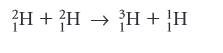 ²₁H + ²₁H → ³₁H + ¹₁H